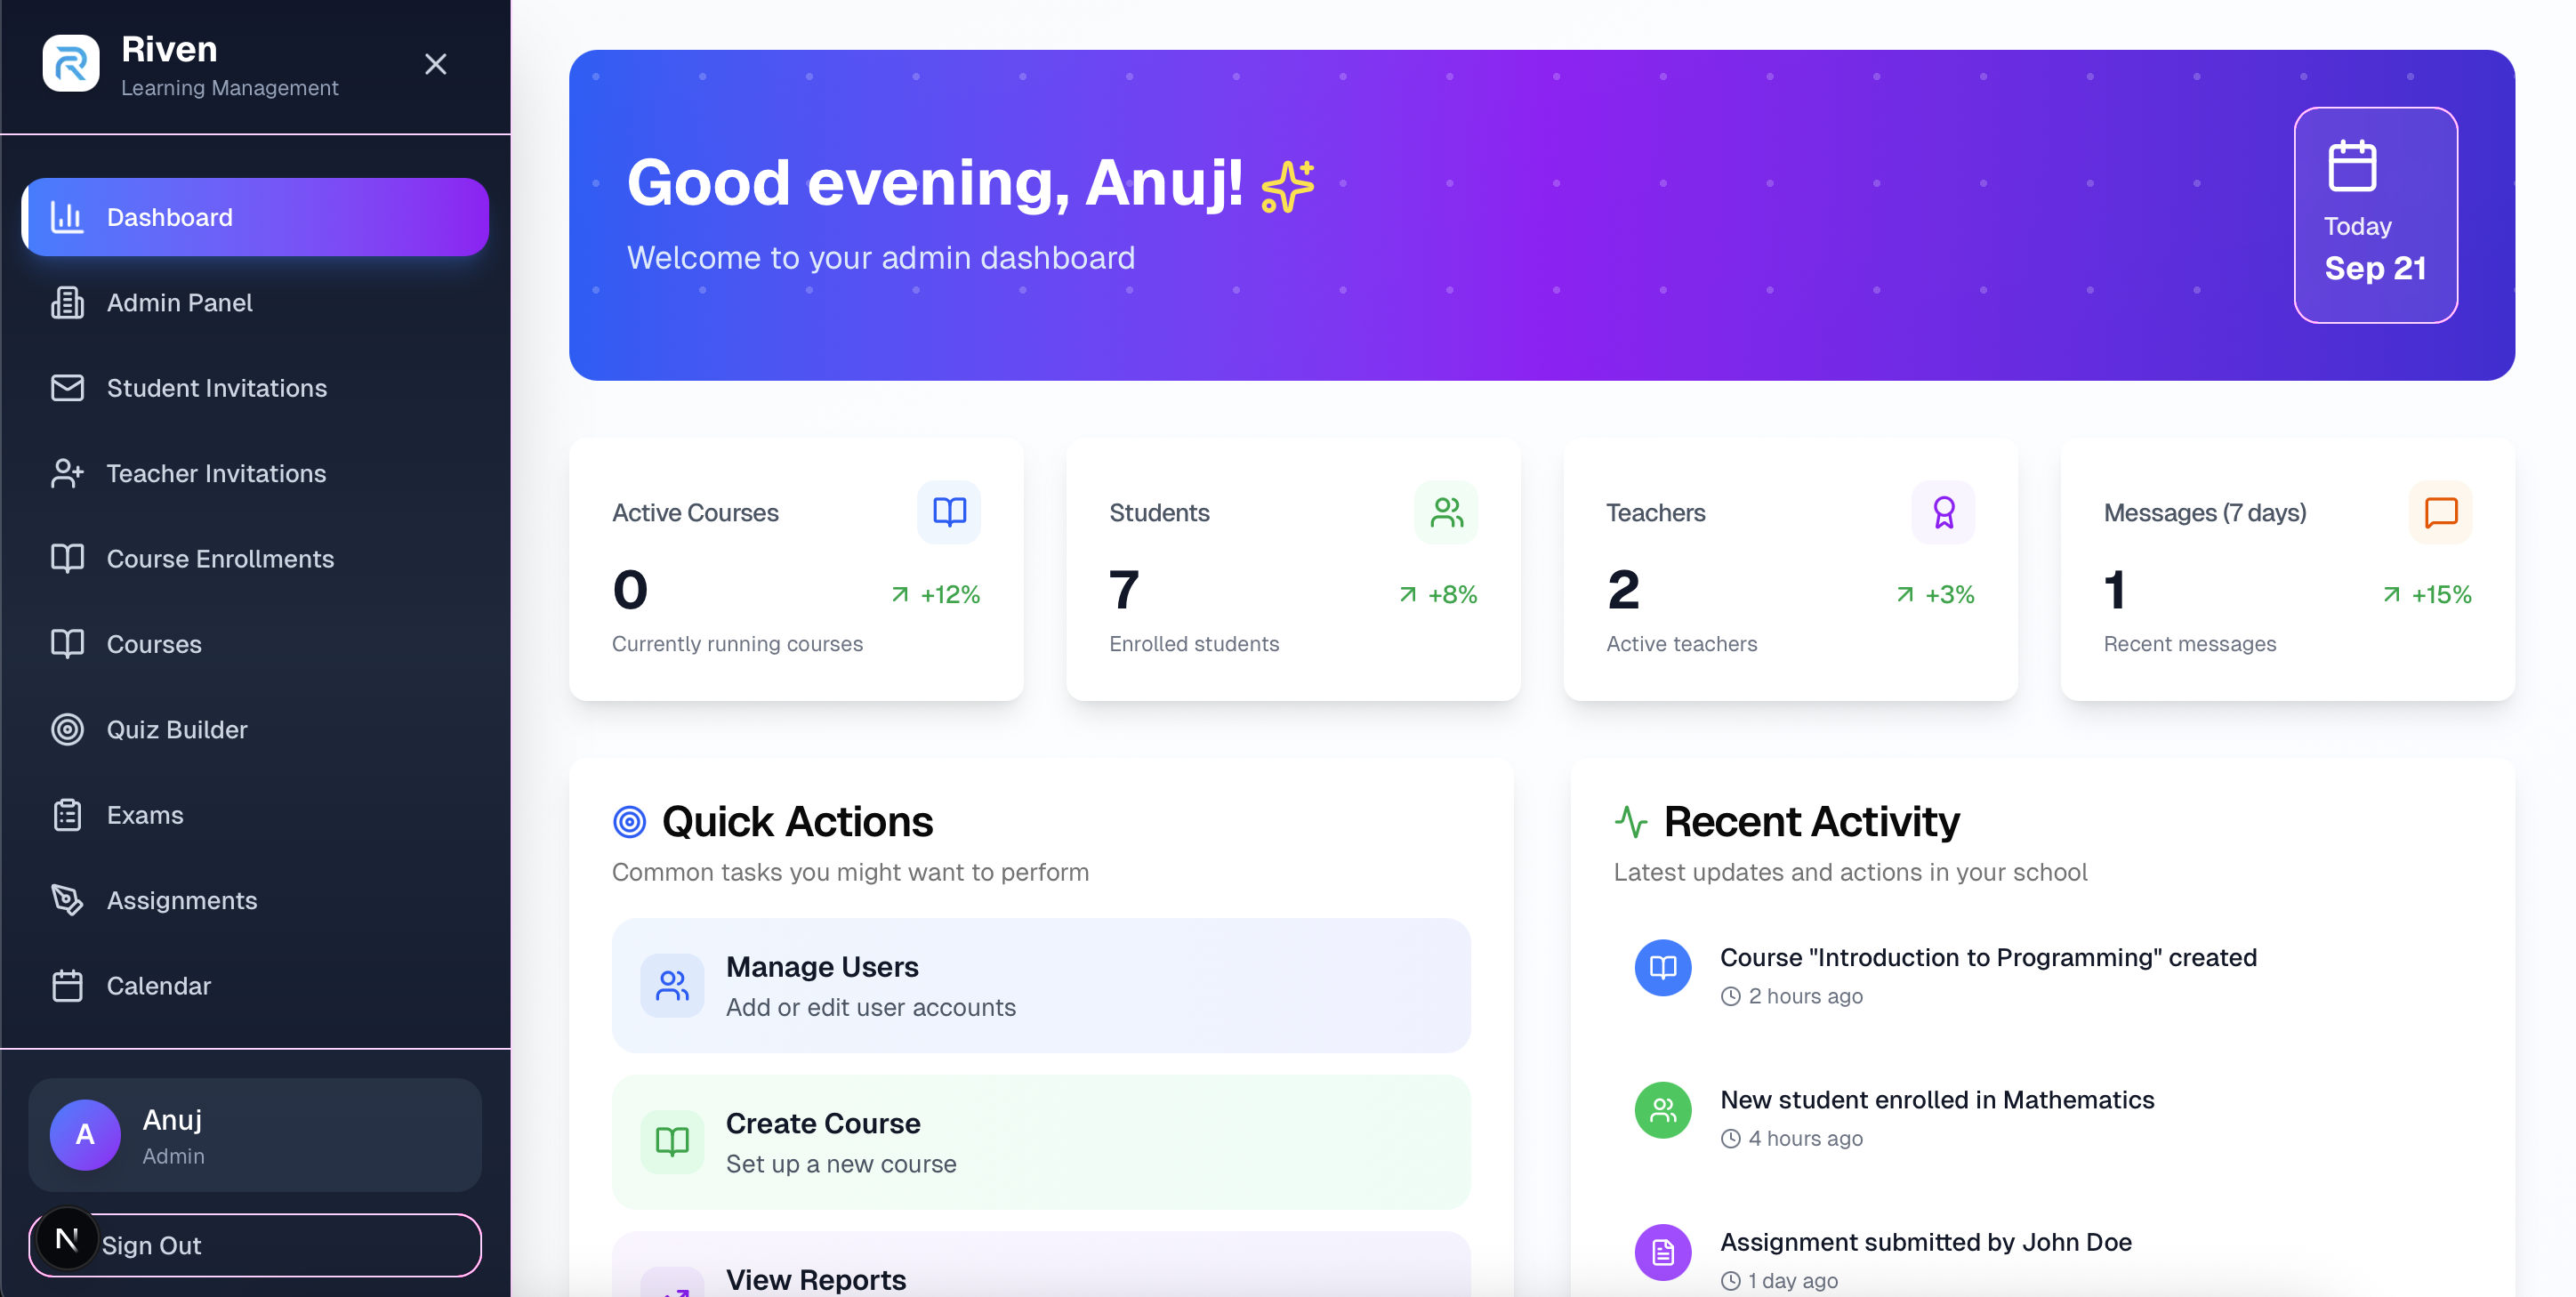 Riven
Learning Management
Dashboard
Admin Panel
Student Invitations
Teacher Invitations
Course Enrollments
Courses
Quiz Builder
Exams
Assignments
Calendar
A
Anuj
Admin
N
Sign Out
Good evening, Anuj!
Welcome to your admin dashboard
Today
Sep 21
Active Courses
0
+12%
Currently running courses
Students
7
+8%
Enrolled students
Teachers
2
+3%
Active teachers
Messages (7 days)
1
+15%
Recent messages
Quick Actions
Common tasks you might want to perform
Manage Users
Add or edit user accounts
Create Course
Set up a new course
View Reports
Recent Activity
Latest updates and actions in your school
Course "Introduction to Programming" created
2 hours ago
New student enrolled in Mathematics
4 hours ago
Assignment submitted by John Doe
1 day ago